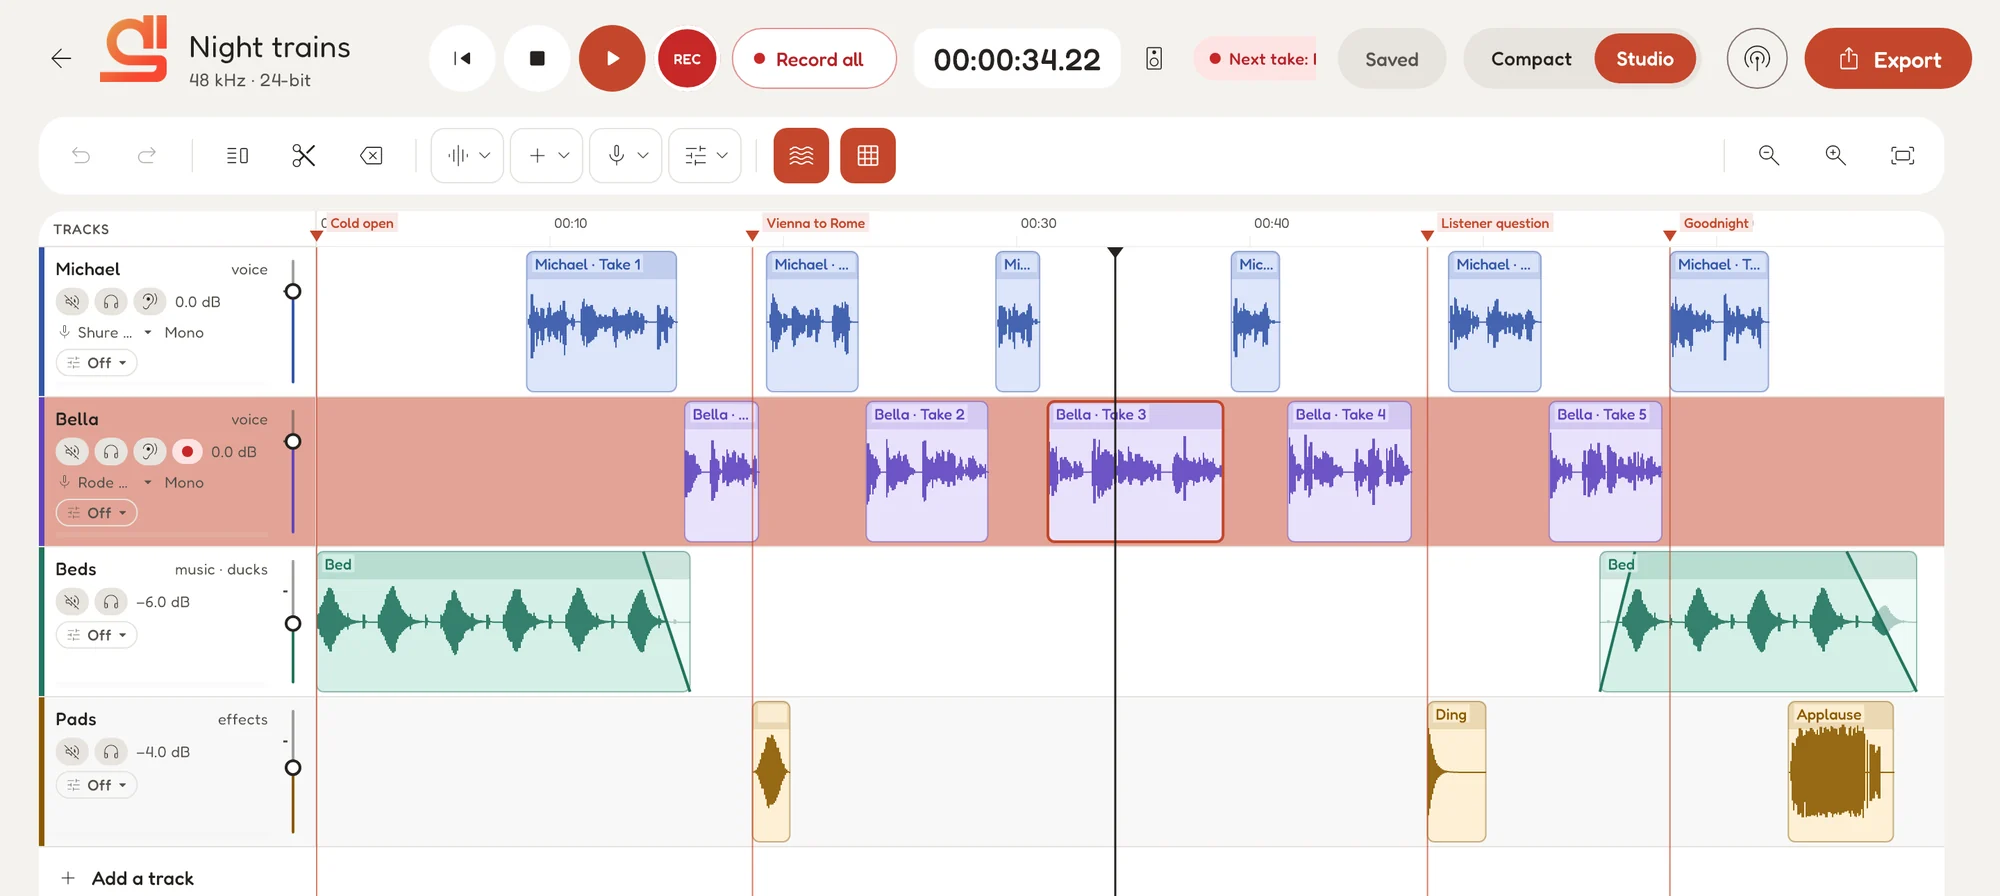 Night trains
48 kHz · 24-bit
REC
Record all
00:00:34.22
Next take:
Saved
Compact
Studio
Export
TRACKS
Cold open
00:10
Vienna to Rome
00:30
00:40
Listener question
Goodnight
Michael
voice
0.0 dB
Shure ...
Mono
Off
Michael · Take 1
Michael · ...
Mi...
Mic...
Michael · ...
Michael · T...
Bella
voice
0.0 dB
Rode ...
Mono
Off
Bella · ...
Bella · Take 2
Bella · Take 3
Bella · Take 4
Bella · Take 5
Beds
music · ducks
−6.0 dB
Off
Bed
Bed
Pads
effects
−4.0 dB
Off
Ding
Applause
Add a track